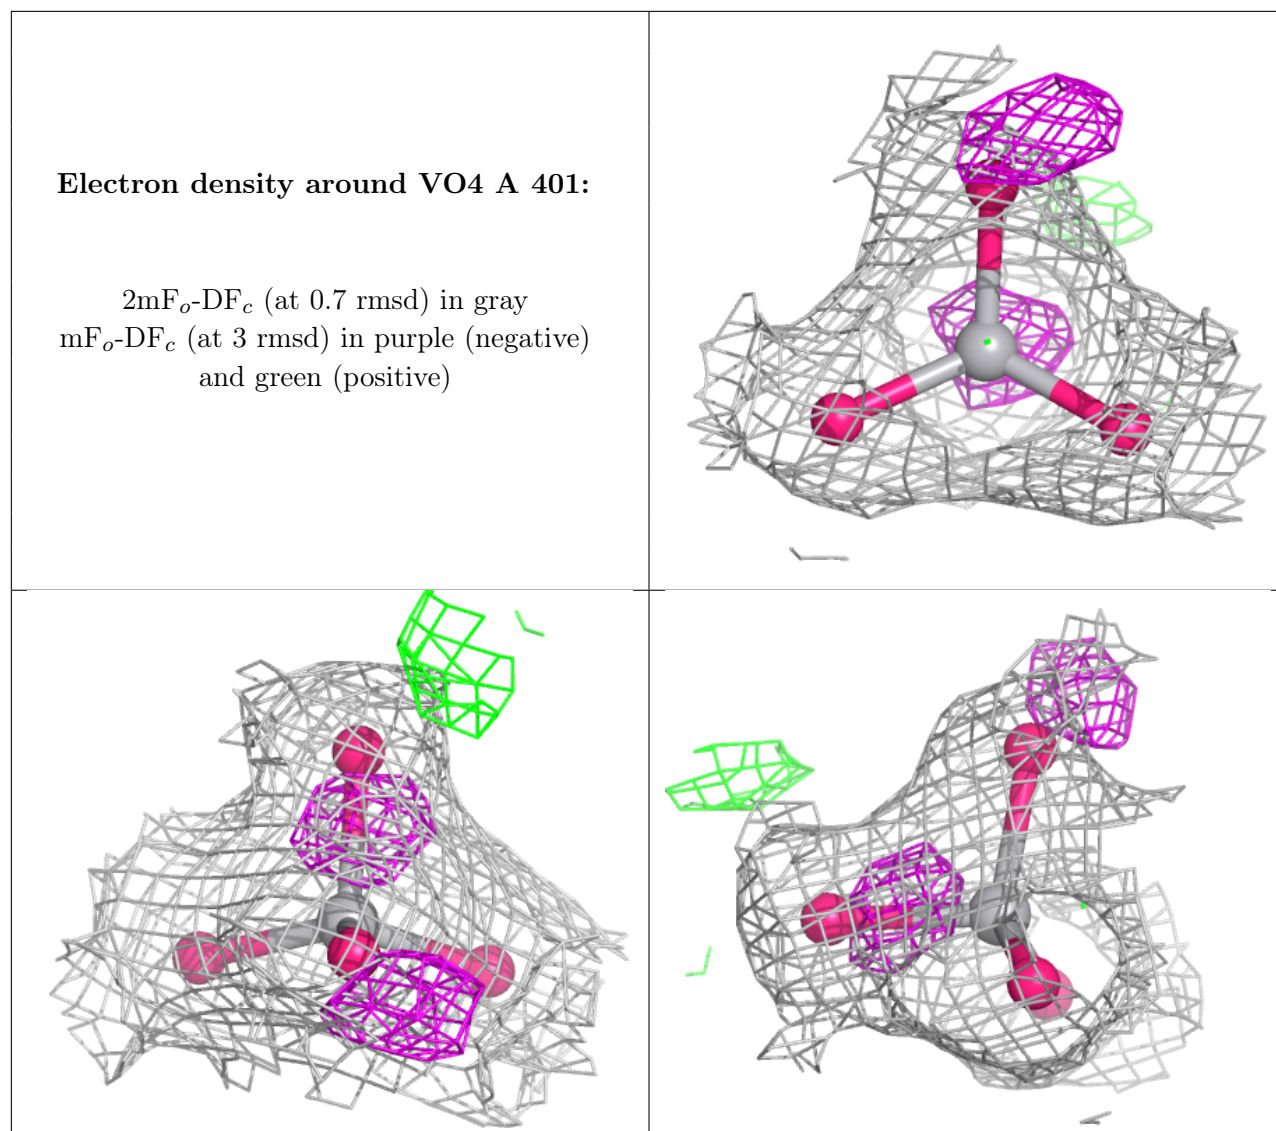 Electron density around VO4 A 401:
2mFo-DFc (at 0.7 rmsd) in gray
mFo-DFc (at 3 rmsd) in purple (negative)
and green (positive)